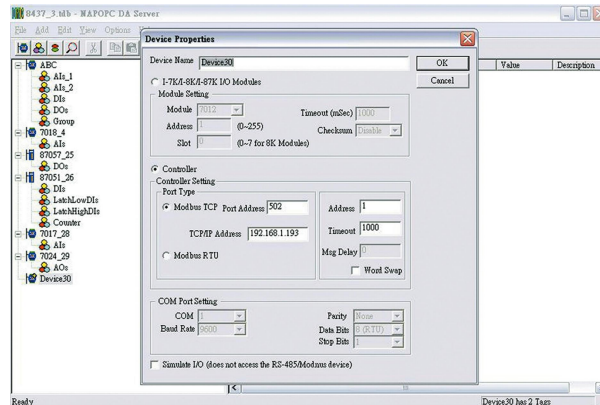 8437_3.tdb - NAPOPC DA Server
File Add Edit View Options
Device Properties
Device Name Device30
OK
Cancel
I-7K/I-8K/I-87K I/O Modules
Module Setting
Module 7012
Timeout (mSec) 1000
Address 1 (0~255)
Checksum Disable
Slot 0 (0~7 for 8K Modules)
Controller
Controller Setting
Port Type
Modbus TCP Port Address 502
TCP/IP Address 192.168.1.193
Modbus RTU
Address 1
Timeout 1000
Msg Delay 0
Word Swap
COM Port Setting
COM 1
Parity None
Baud Rate 9600
Data Bits 8 (RTU)
Stop Bits 1
Simulate I/O (does not access the RS-485/Modnus device)
ABC
AIs_1
AIs_2
DIs
DOs
Group
7018_4
AIs
87057_25
DOs
87051_26
DIs
LatchLowDIs
LatchHighDIs
Counter
7017_28
AIs
7024_29
AOs
Device30
Value Description
Ready
Device30 has 2 Tags